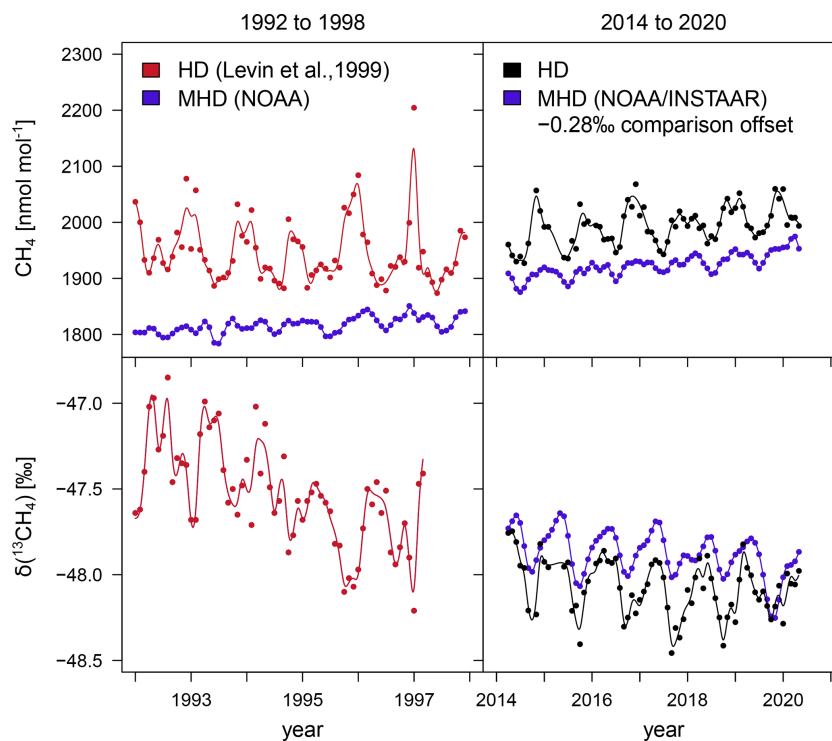 1992 to 1998
2014 to 2020
CH₄ [nmol mol⁻¹]
2300
2200
2100
2000
1900
1800
HD (Levin et al.,1999)
MHD (NOAA)
HD
MHD (NOAA/INSTAAR)
−0.28‰ comparison offset
δ(¹³CH₄) [‰]
−47.0
−47.5
−48.0
−48.5
1993 1995 1997
2014 2016 2018 2020
year
year